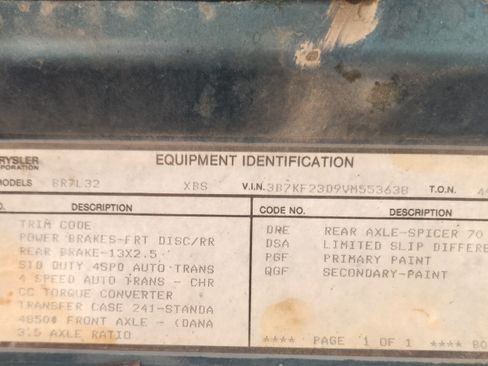 RYSLER EQUIPMENT IDENTIFICATION
ORPORATION
MODELS BR7L32 XBS V.I.N. 3B7KF23D9VM553638 T.O.N.
O. DESCRIPTION CODE NO. DESCRIPTION
TRIM CODE
POWER BRAKES-FRT DISC/RR
REAR BRAKE-13X2.5
STD DUTY 4SPD AUTO TRANS
4 SPEED AUTO TRANS - CHR
CC TORQUE CONVERTER
TRANSFER CASE 241-STANDA
4850# FRONT AXLE - (DANA
3.5 AXLE RATIO
DRE REAR AXLE-SPICER 70
DSA LIMITED SLIP DIFFERE
PGF PRIMARY PAINT
QGF SECONDARY-PAINT
**** PAGE 1 OF 1 **** BO